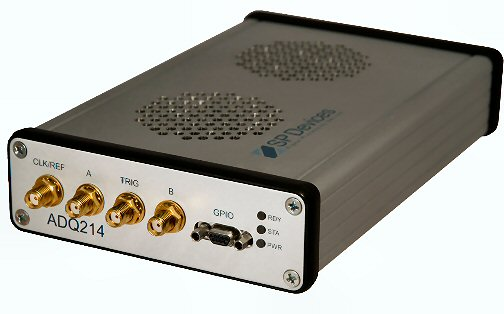 SP Devices
CLK/REF
A
TRIG
B
GPIO
RDY
STA
PWR
ADQ214